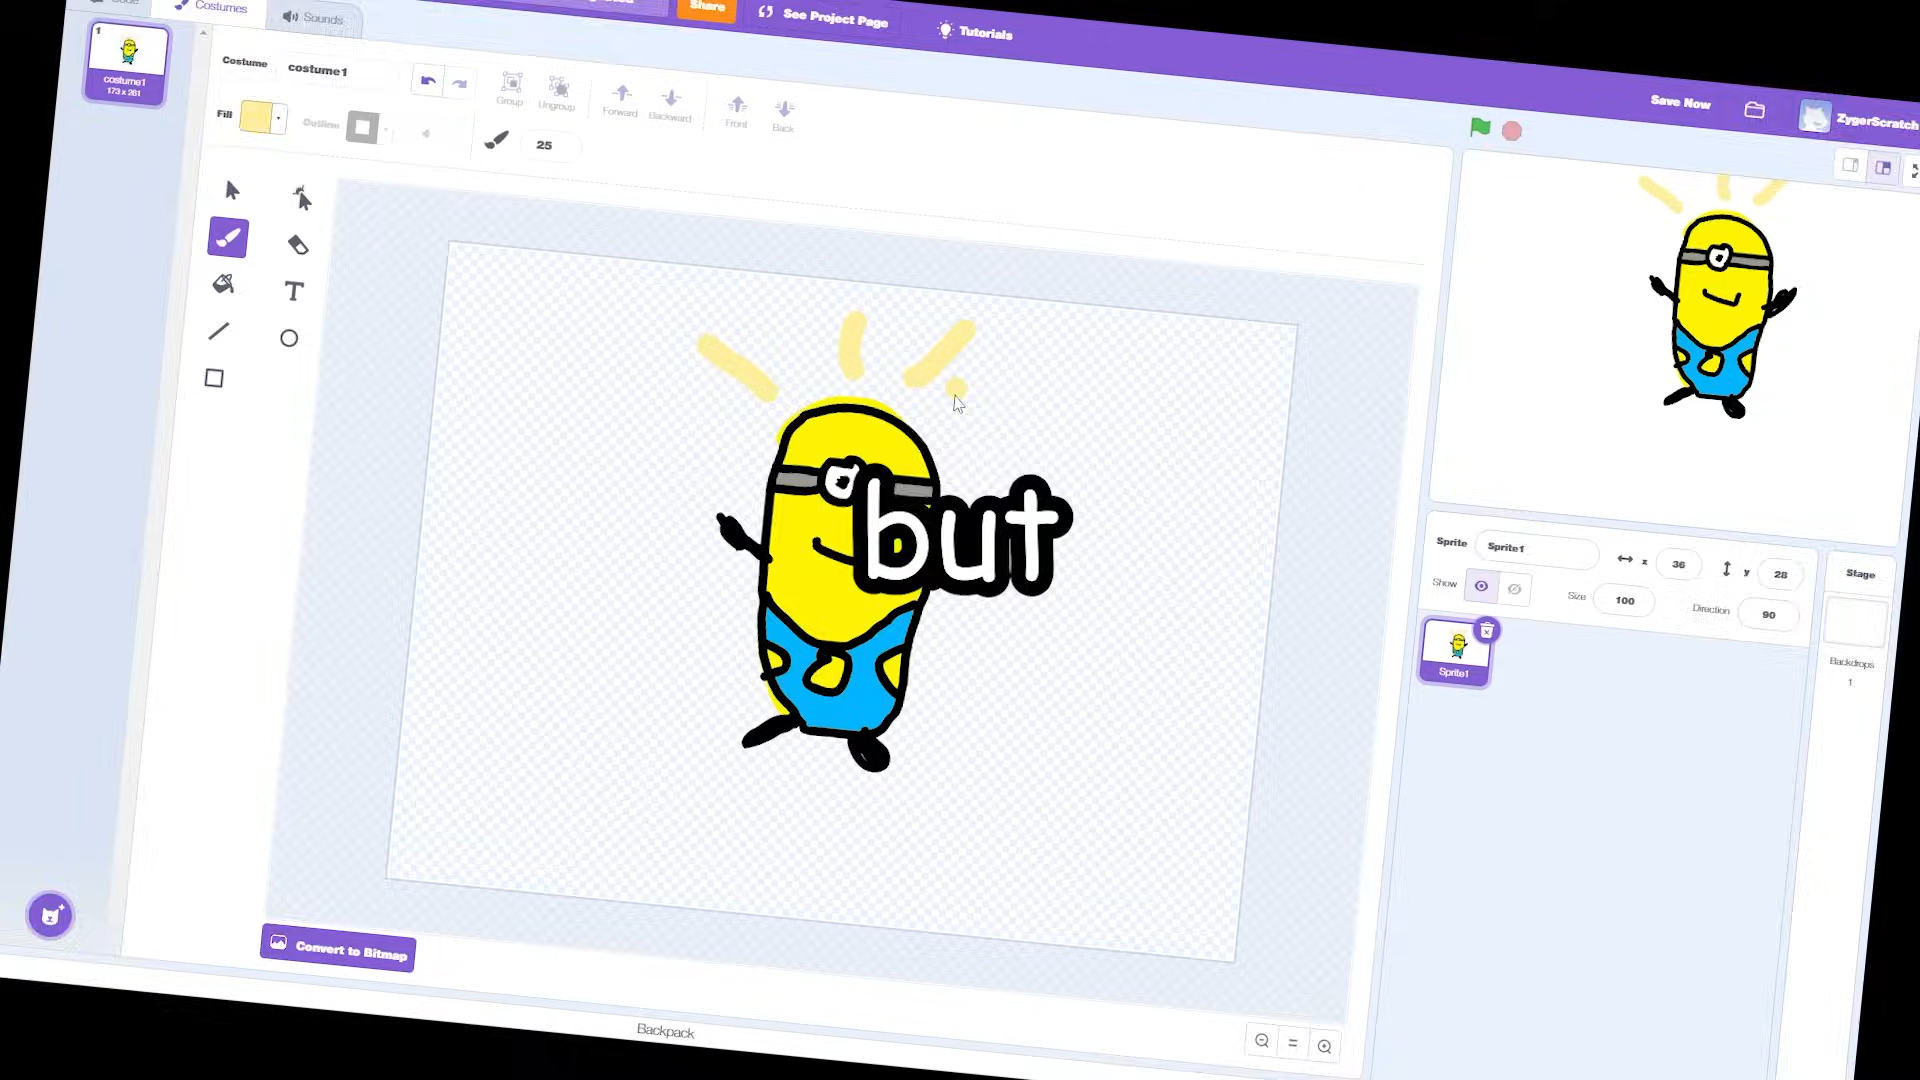 Code
Costumes
Sounds
Share
See Project Page
Tutorials
Save Now
ZygerScratch
1
costume1
173 x 261
Costume
costume1
Group
Ungroup
Forward
Backward
Front
Back
Fill
Outline
25
T
but
Sprite
Sprite1
x
36
y
28
Show
Size
100
Direction
90
Stage
Backdrops
1
Sprite1
Convert to Bitmap
Backpack